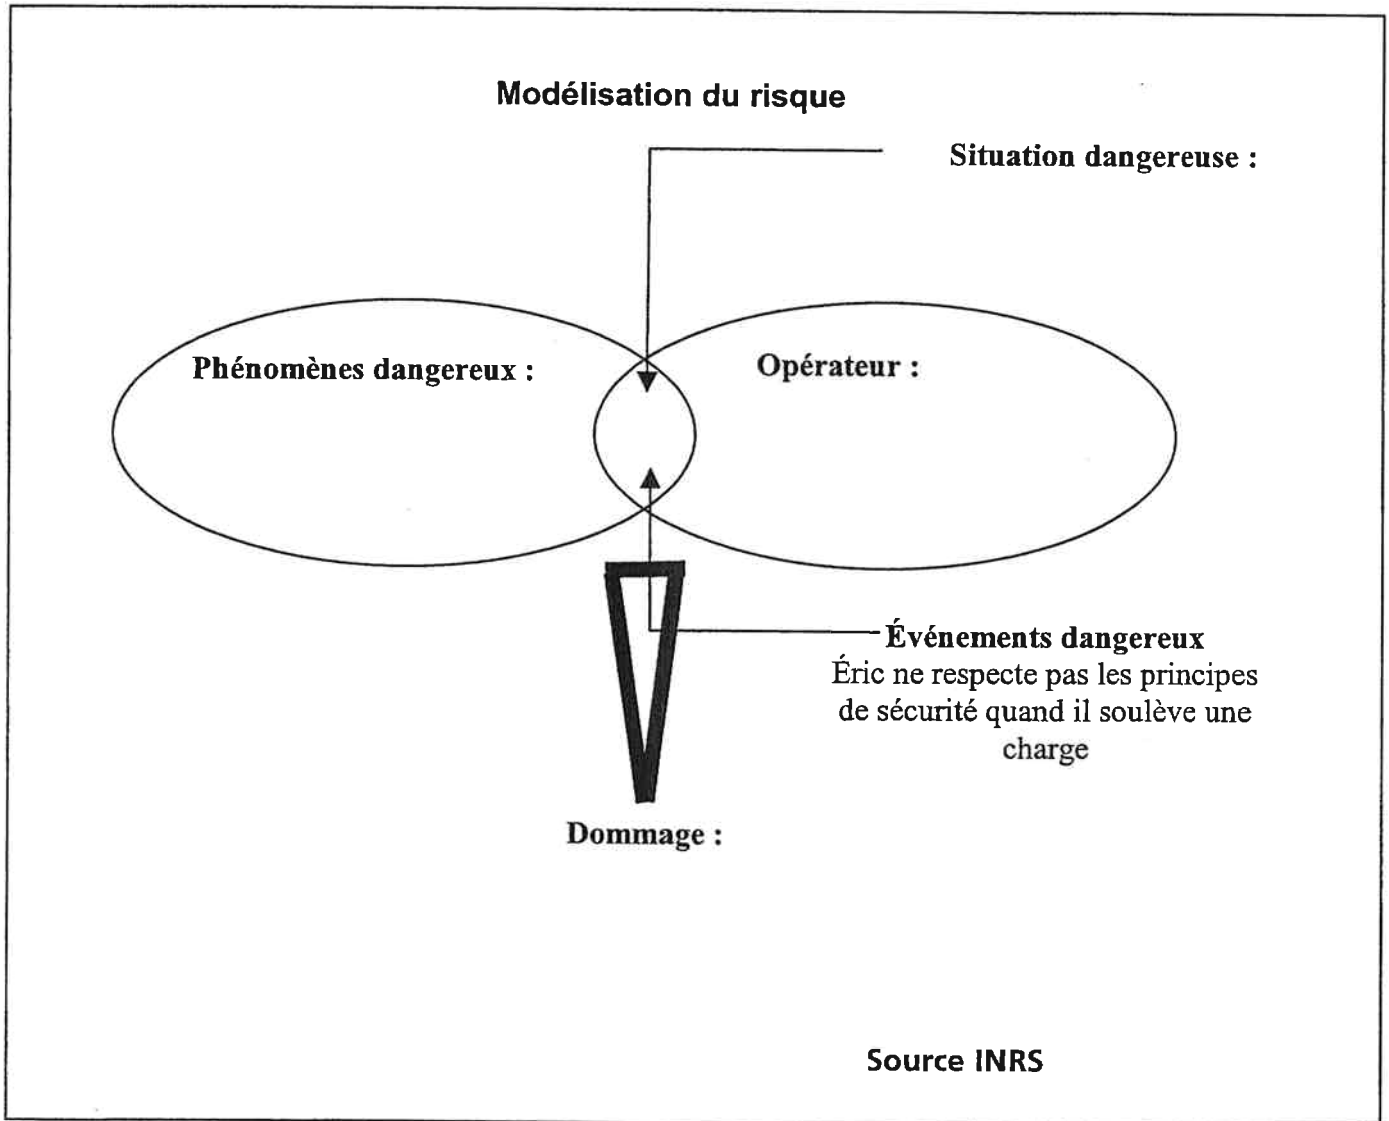 Modélisation du risque
Situation dangereuse :
Phénomènes dangereux :
Opérateur :
Événements dangereux
Éric ne respecte pas les principes
de sécurité quand il soulève une
charge
Dommage :
Source INRS